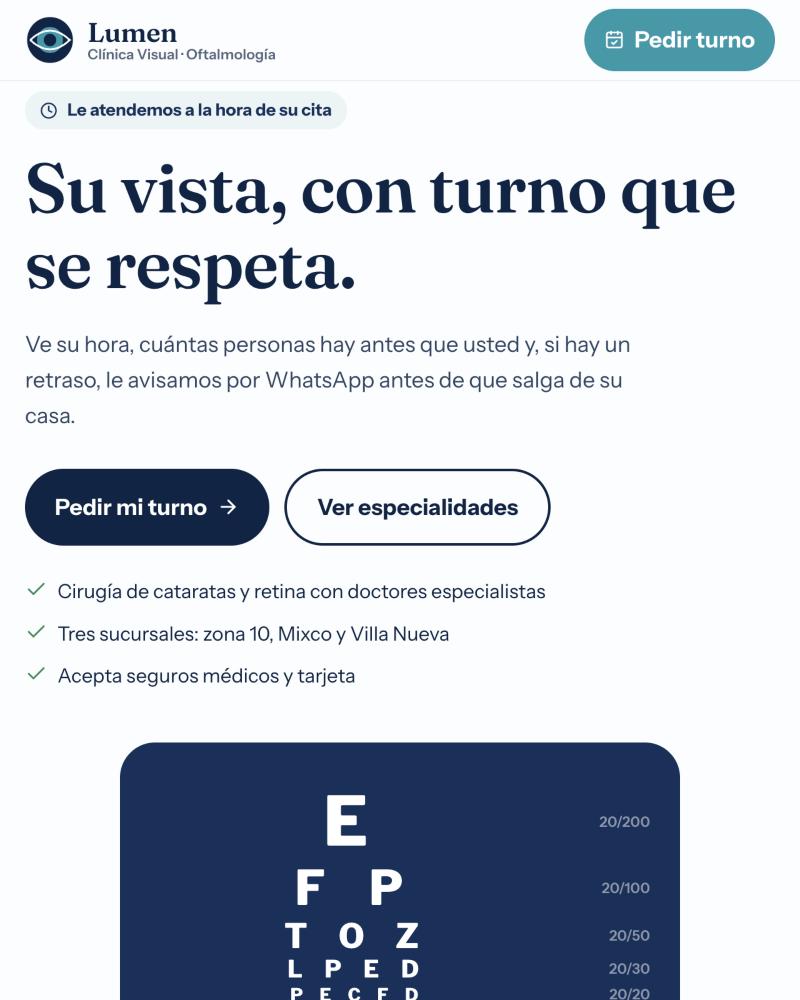 Lumen
Clínica Visual · Oftalmología
Pedir turno
Le atendemos a la hora de su cita
Su vista, con turno que
se respeta.
Ve su hora, cuántas personas hay antes que usted y, si hay un
retraso, le avisamos por WhatsApp antes de que salga de su
casa.
Pedir mi turno
Ver especialidades
Cirugía de cataratas y retina con doctores especialistas
Tres sucursales: zona 10, Mixco y Villa Nueva
Acepta seguros médicos y tarjeta
E 20/200
F P 20/100
T O Z 20/50
L P E D 20/30
P E C F D 20/20